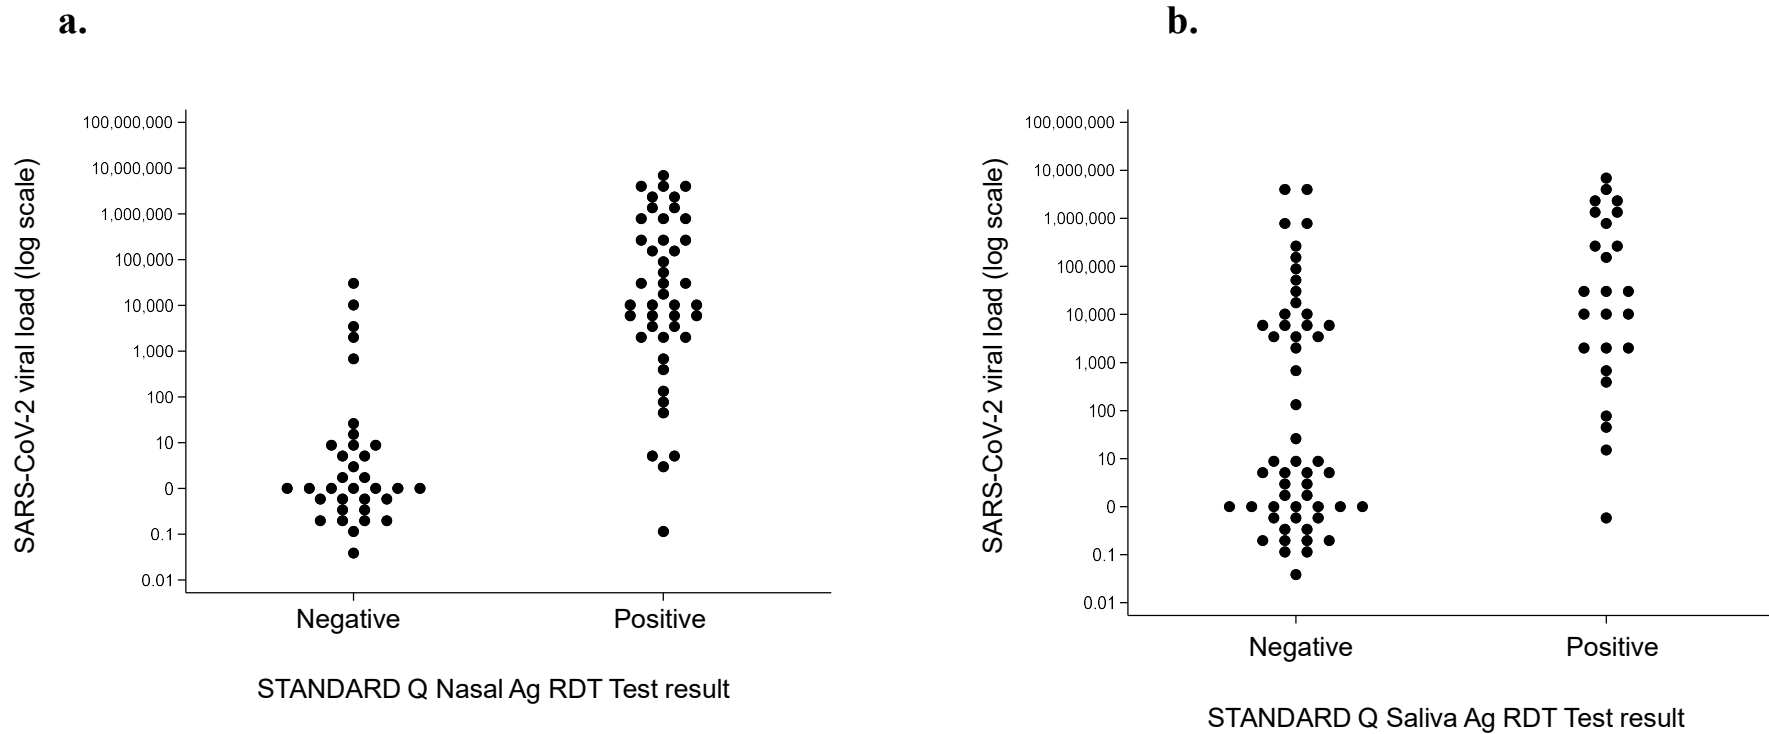 a.
SARS-CoV-2 viral load (log scale)
100,000,000
10,000,000
1,000,000
100,000
10,000
1,000
100
10
0
0.1
0.01
Negative Positive
STANDARD Q Nasal Ag RDT Test result
b.
SARS-CoV-2 viral load (log scale)
100,000,000
10,000,000
1,000,000
100,000
10,000
1,000
100
10
0
0.1
0.01
Negative Positive
STANDARD Q Saliva Ag RDT Test result